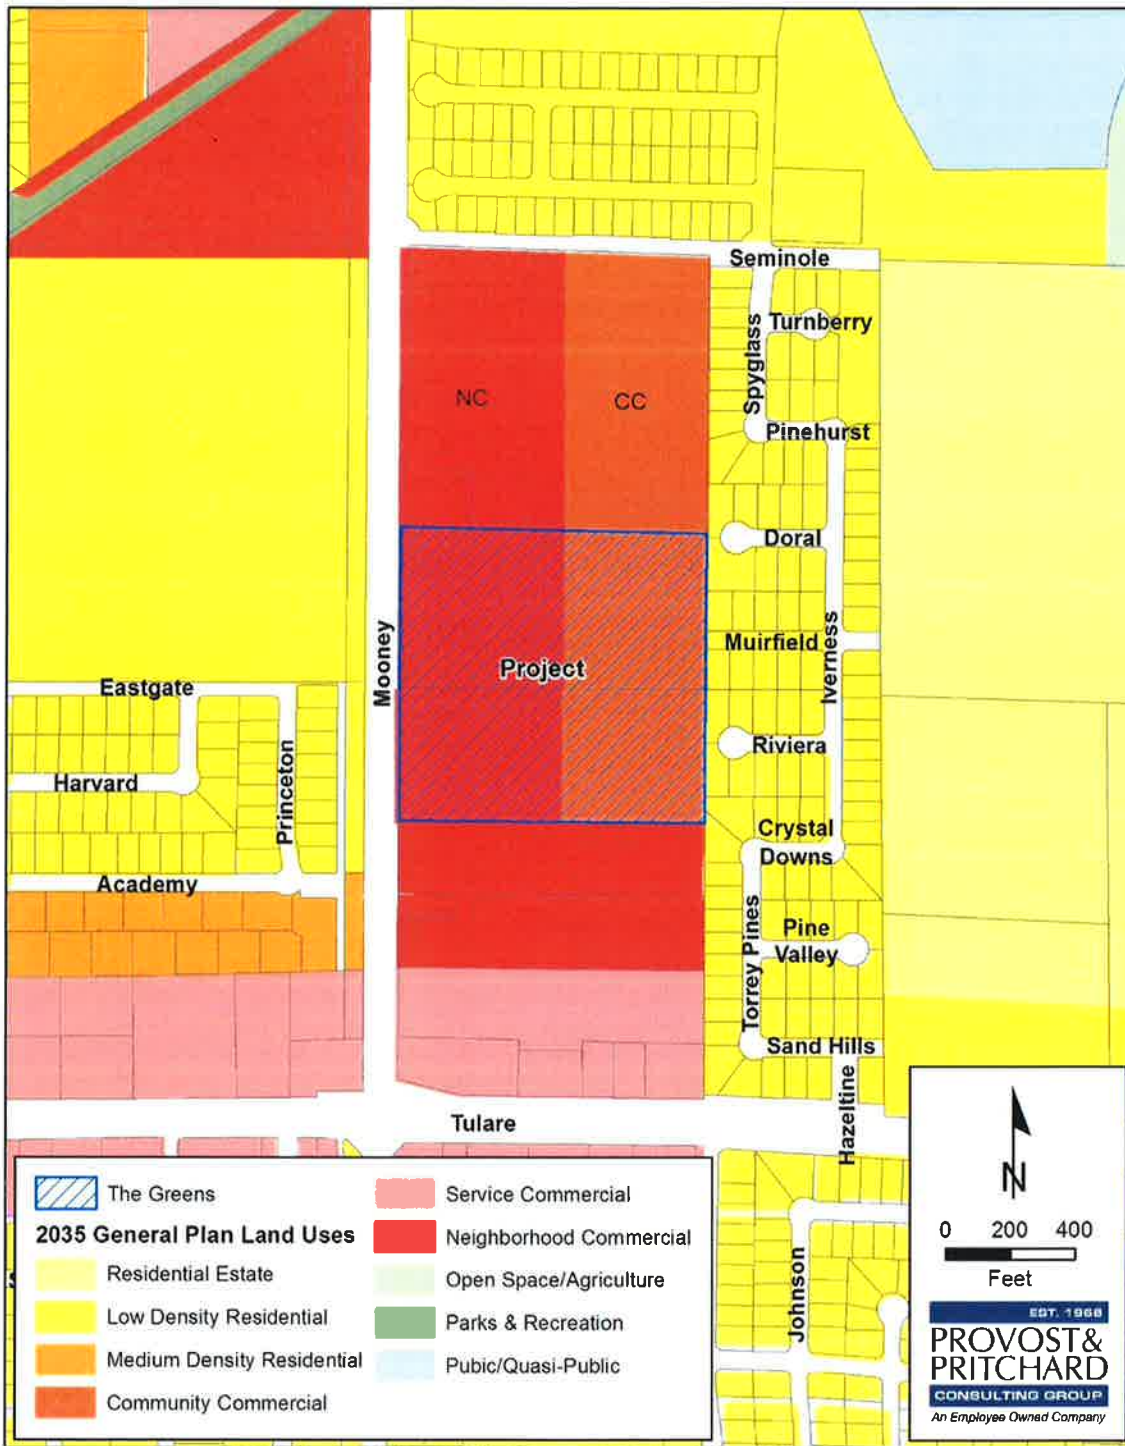 Seminole
Turnberry
Spyglass
NC
CC
Pinehurst
Doral
Mooney
Muirfield
Iverness
Project
Eastgate
Princeton
Riviera
Harvard
Crystal
Downs
Academy
Torrey Pines
Pine
Valley
Sand Hills
Hazeltine
Tulare
Johnson
The Greens
2035 General Plan Land Uses
Residential Estate
Low Density Residential
Medium Density Residential
Community Commercial
Service Commercial
Neighborhood Commercial
Open Space/Agriculture
Parks & Recreation
Pubic/Quasi-Public
N
0 200 400
Feet
EST. 1968
PROVOST&
PRITCHARD
CONSULTING GROUP
An Employee Owned Company